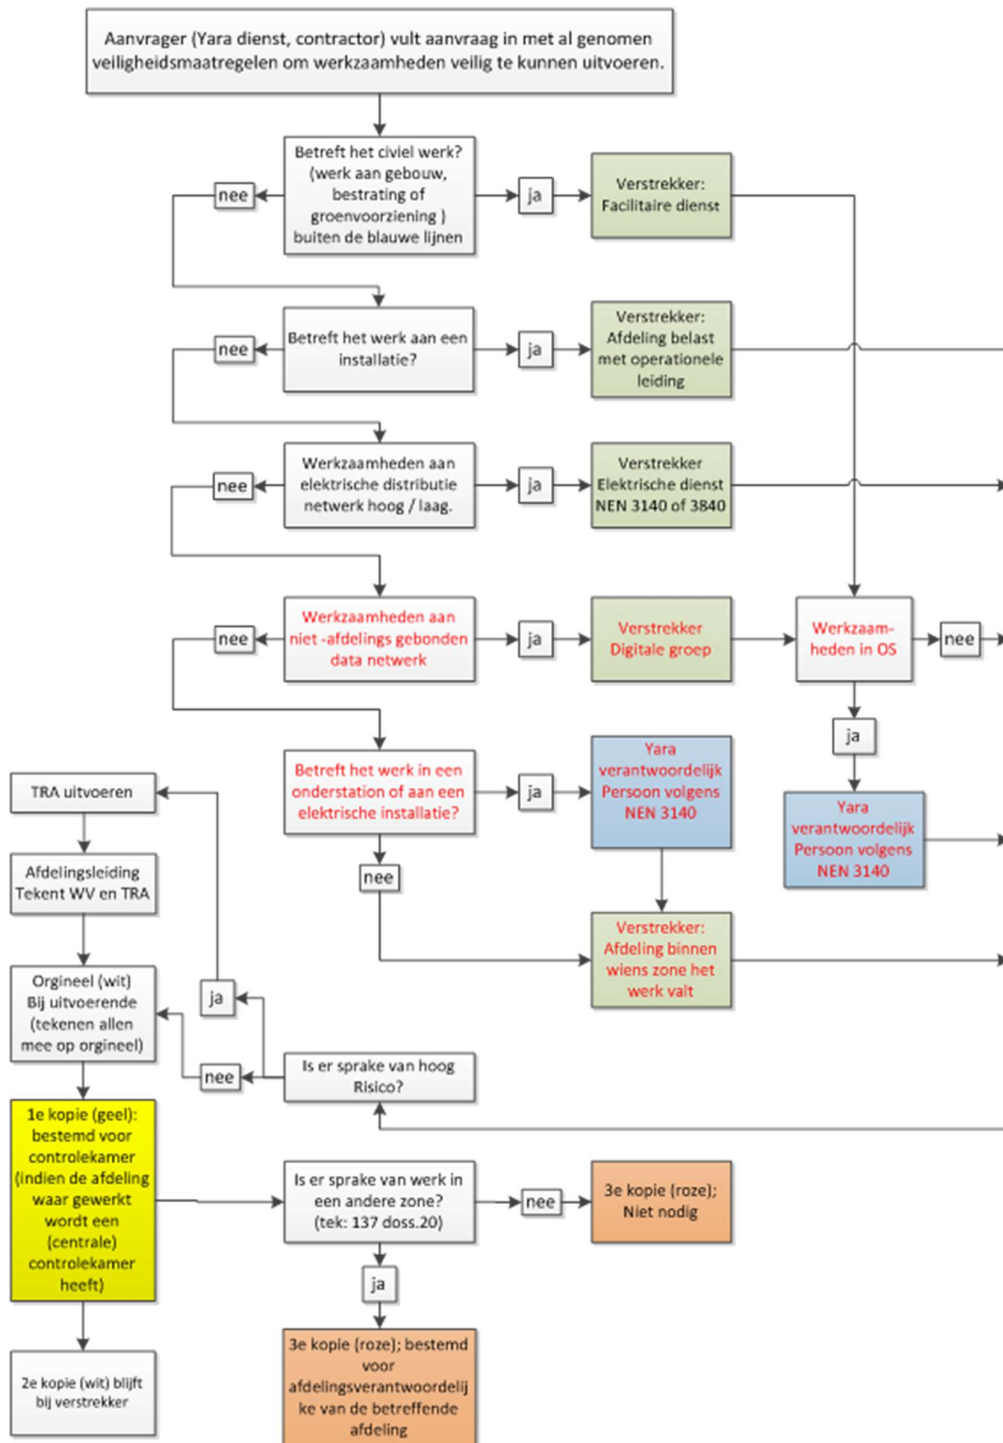 Aanvrager (Yara dienst, contractor) vult aanvraag in met al genomen
veiligheidsmaatregelen om werkzaamheden veilig te kunnen uitvoeren.
Betreft het civiel werk?
(werk aan gebouw,
bestrating of
groenvoorziening )
buiten de blauwe lijnen
nee
ja
Verstrekker:
Facilitaire dienst
Betreft het werk aan een
installatie?
nee
ja
Verstrekker:
Afdeling belast
met operationele
leiding
Werkzaamheden aan
elektrische distributie
netwerk hoog / laag.
nee
ja
Verstrekker
Elektrische dienst
NEN 3140 of 3840
Werkzaamheden aan
niet -afdelings gebonden
data netwerk
nee
ja
Verstrekker
Digitale groep
Werkzaam-
heden in OS
nee
ja
Yara
verantwoordelijk
Persoon volgens
NEN 3140
Betreft het werk in een
onderstation of aan een
elektrische installatie?
ja
Yara
verantwoordelijk
Persoon volgens
NEN 3140
nee
Verstrekker:
Afdeling binnen
wiens zone het
werk valt
TRA uitvoeren
Afdelingsleiding
Tekent WV en TRA
Orgineel (wit)
Bij uitvoerende
(tekenen allen
mee op orgineel)
ja
nee
Is er sprake van hoog
Risico?
1e kopie (geel):
bestemd voor
controlekamer
(indien de afdeling
waar gewerkt
wordt een
(centrale)
controlekamer
heeft)
Is er sprake van werk in
een andere zone?
(tek: 137 doss.20)
nee
3e kopie (roze);
Niet nodig
ja
3e kopie (roze); bestemd
voor
afdelingsverantwoordelij
ke van de betreffende
afdeling
2e kopie (wit) blijft
bij verstrekker